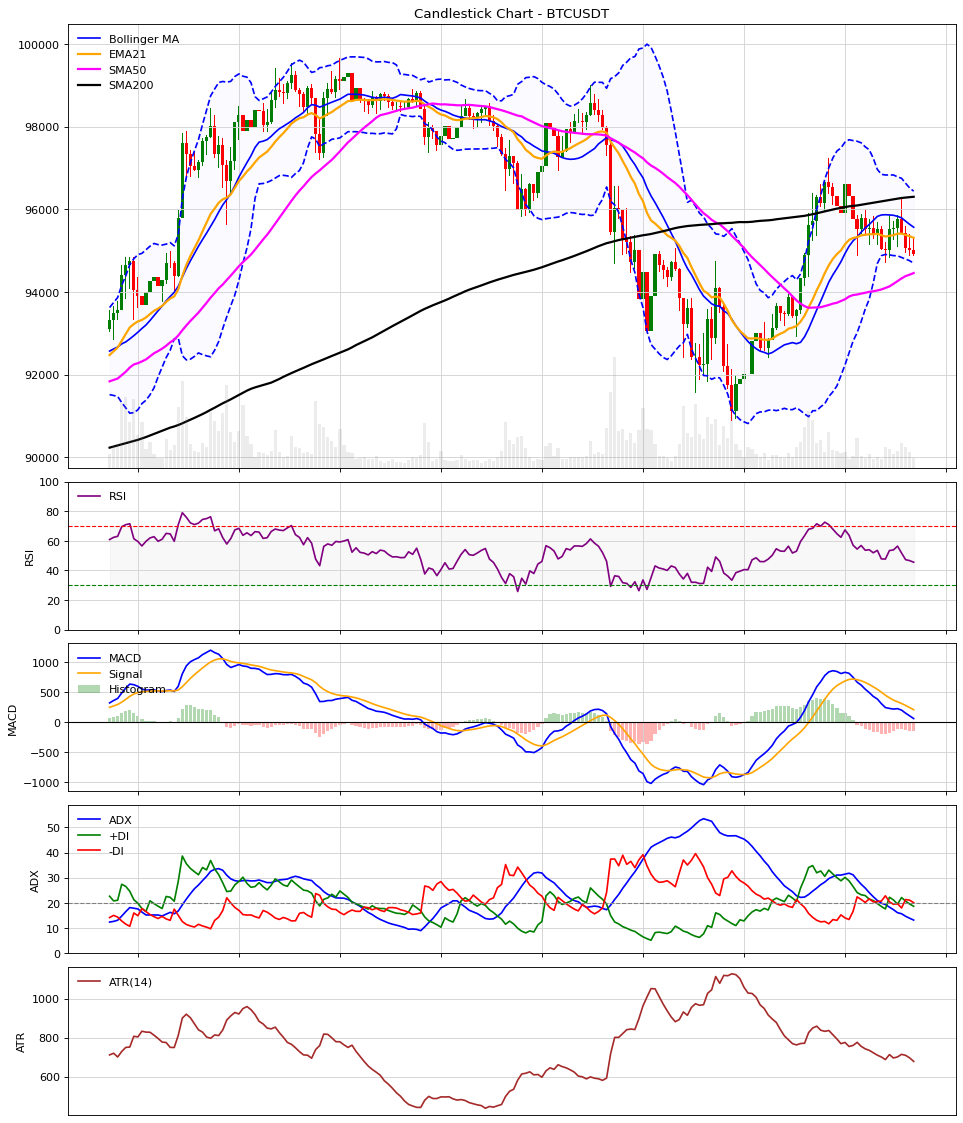 Candlestick Chart - BTCUSDT
Bollinger MA
EMA21
SMA50
SMA200
100000
98000
96000
94000
92000
90000
RSI
RSI
100
80
60
40
20
0
MACD
Signal
Histogram
MACD
1000
500
0
−500
−1000
ADX
+DI
-DI
ADX
50
40
30
20
10
0
ATR(14)
ATR
1000
800
600